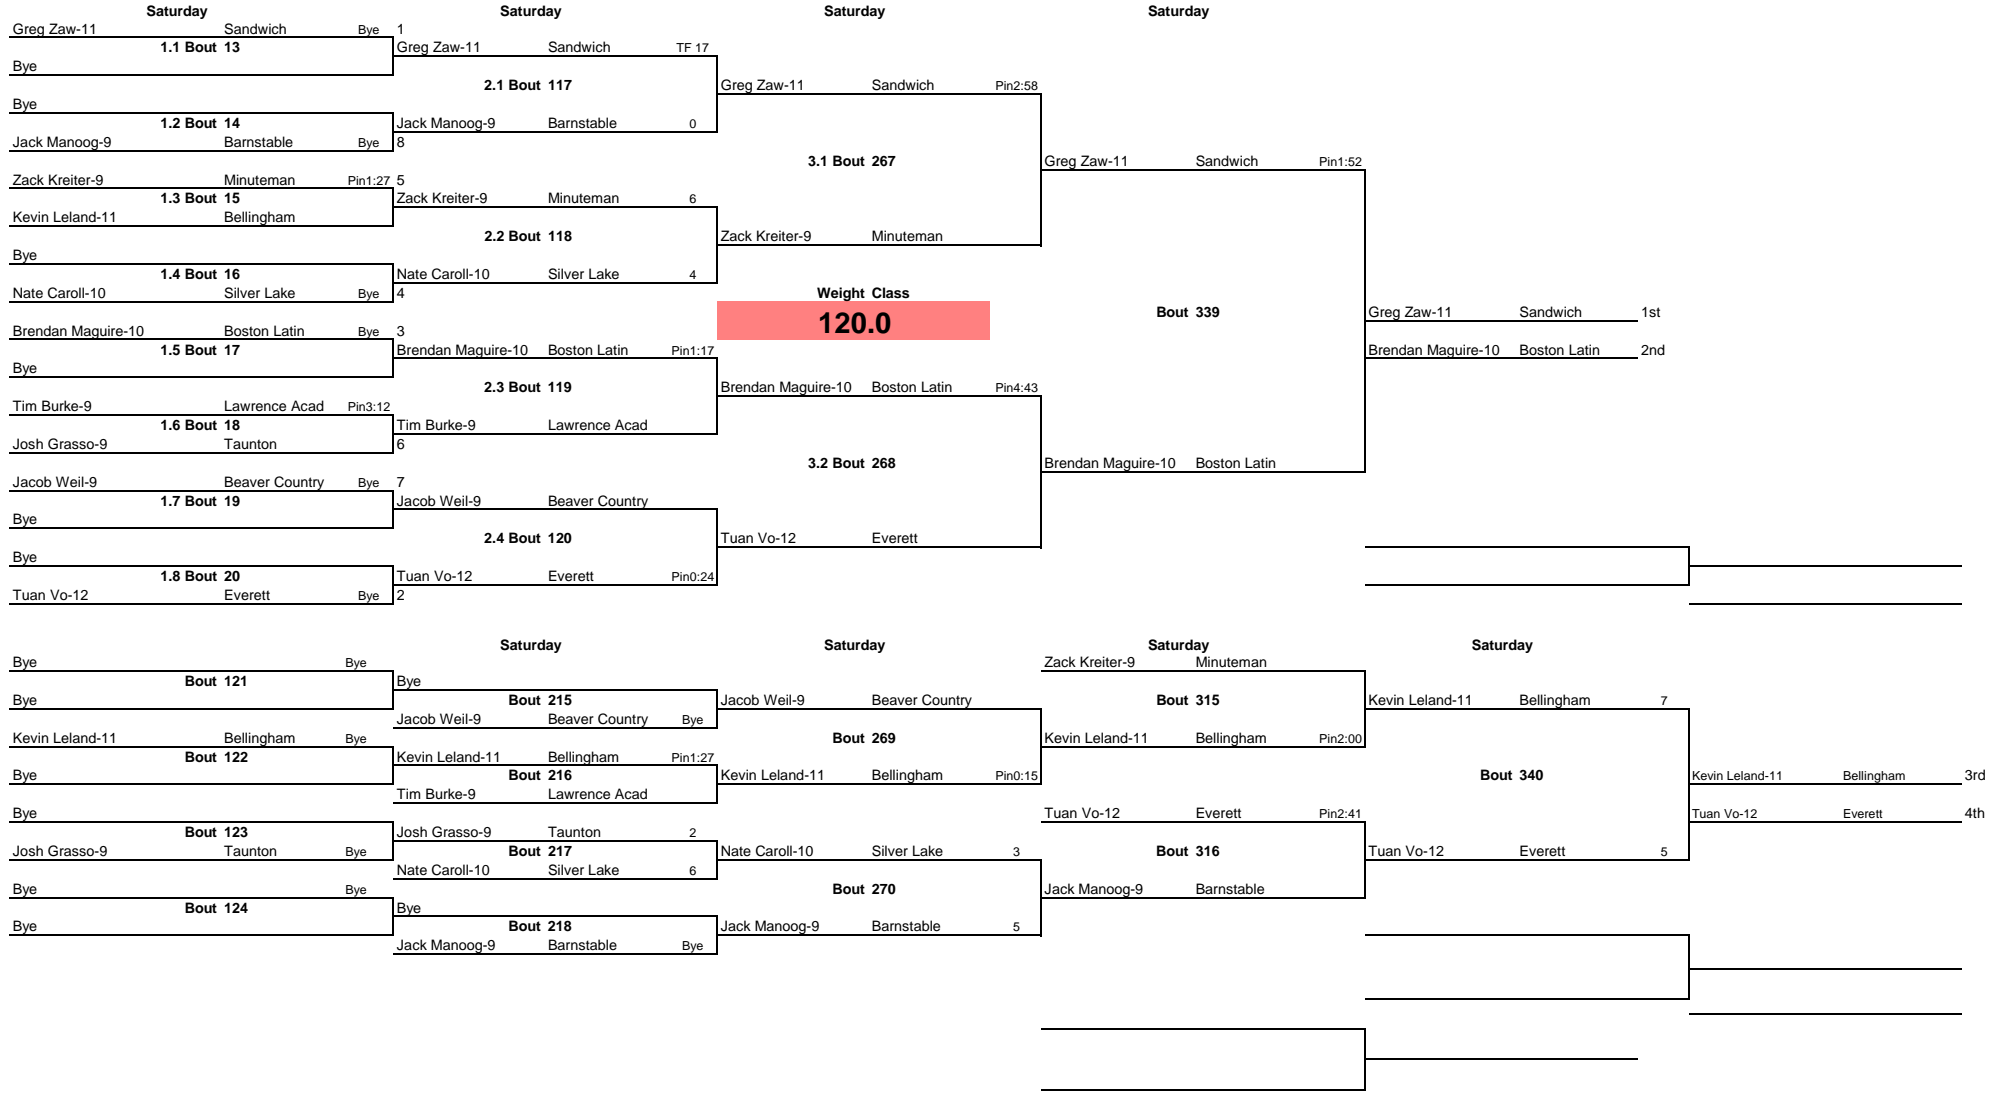 Saturday Saturday Saturday Saturday
Greg Zaw-11 Sandwich Bye 1
1.1 Bout 13 Greg Zaw-11 Sandwich TF 17
Bye
2.1 Bout 117 Greg Zaw-11 Sandwich Pin2:58
Bye
1.2 Bout 14 Jack Manoog-9 Barnstable 0
Jack Manoog-9 Barnstable Bye 8
3.1 Bout 267 Greg Zaw-11 Sandwich Pin1:52
Zack Kreiter-9 Minuteman Pin1:27 5
1.3 Bout 15 Zack Kreiter-9 Minuteman 6
Kevin Leland-11 Bellingham
2.2 Bout 118 Zack Kreiter-9 Minuteman
Bye
1.4 Bout 16 Nate Caroll-10 Silver Lake 4
Nate Caroll-10 Silver Lake Bye 4 Weight Class
Bout 339 Greg Zaw-11 Sandwich 1st
120.0
Brendan Maguire-10 Boston Latin Bye 3
1.5 Bout 17 Brendan Maguire-10 Boston Latin Pin1:17 Brendan Maguire-10 Boston Latin 2nd
Bye
2.3 Bout 119 Brendan Maguire-10 Boston Latin Pin4:43
Tim Burke-9 Lawrence Acad Pin3:12
1.6 Bout 18 Tim Burke-9 Lawrence Acad
Josh Grasso-9 Taunton 6
3.2 Bout 268 Brendan Maguire-10 Boston Latin
Jacob Weil-9 Beaver Country Bye 7
1.7 Bout 19 Jacob Weil-9 Beaver Country
Bye
2.4 Bout 120 Tuan Vo-12 Everett
Bye
1.8 Bout 20 Tuan Vo-12 Everett Pin0:24
Tuan Vo-12 Everett Bye 2
Saturday Saturday Saturday Saturday
Bye Bye Zack Kreiter-9 Minuteman
Bout 121 Bye
Bye Bout 215 Jacob Weil-9 Beaver Country Bout 315 Kevin Leland-11 Bellingham 7
Jacob Weil-9 Beaver Country Bye
Kevin Leland-11 Bellingham Bye Bout 269 Kevin Leland-11 Bellingham Pin2:00
Bout 122 Kevin Leland-11 Bellingham Pin1:27
Bye Bout 216 Kevin Leland-11 Bellingham Pin0:15 Bout 340 Kevin Leland-11 Bellingham 3rd
Tim Burke-9 Lawrence Acad
Bye Tuan Vo-12 Everett Pin2:41 Tuan Vo-12 Everett 4th
Bout 123 Josh Grasso-9 Taunton 2
Josh Grasso-9 Taunton Bye Bout 217 Nate Caroll-10 Silver Lake 3 Bout 316 Tuan Vo-12 Everett 5
Nate Caroll-10 Silver Lake 6
Bye Bye Bout 270 Jack Manoog-9 Barnstable
Bout 124 Bye
Bye Bout 218 Jack Manoog-9 Barnstable 5
Jack Manoog-9 Barnstable Bye